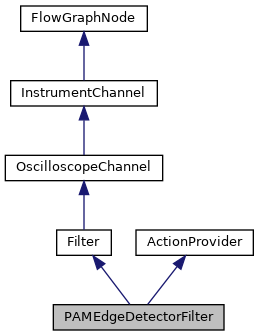 FlowGraphNode
InstrumentChannel
OscilloscopeChannel
Filter
ActionProvider
PAMEdgeDetectorFilter